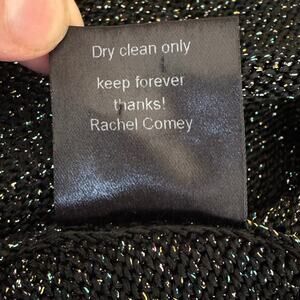 Dry clean only
keep forever
thanks!
Rachel Comey